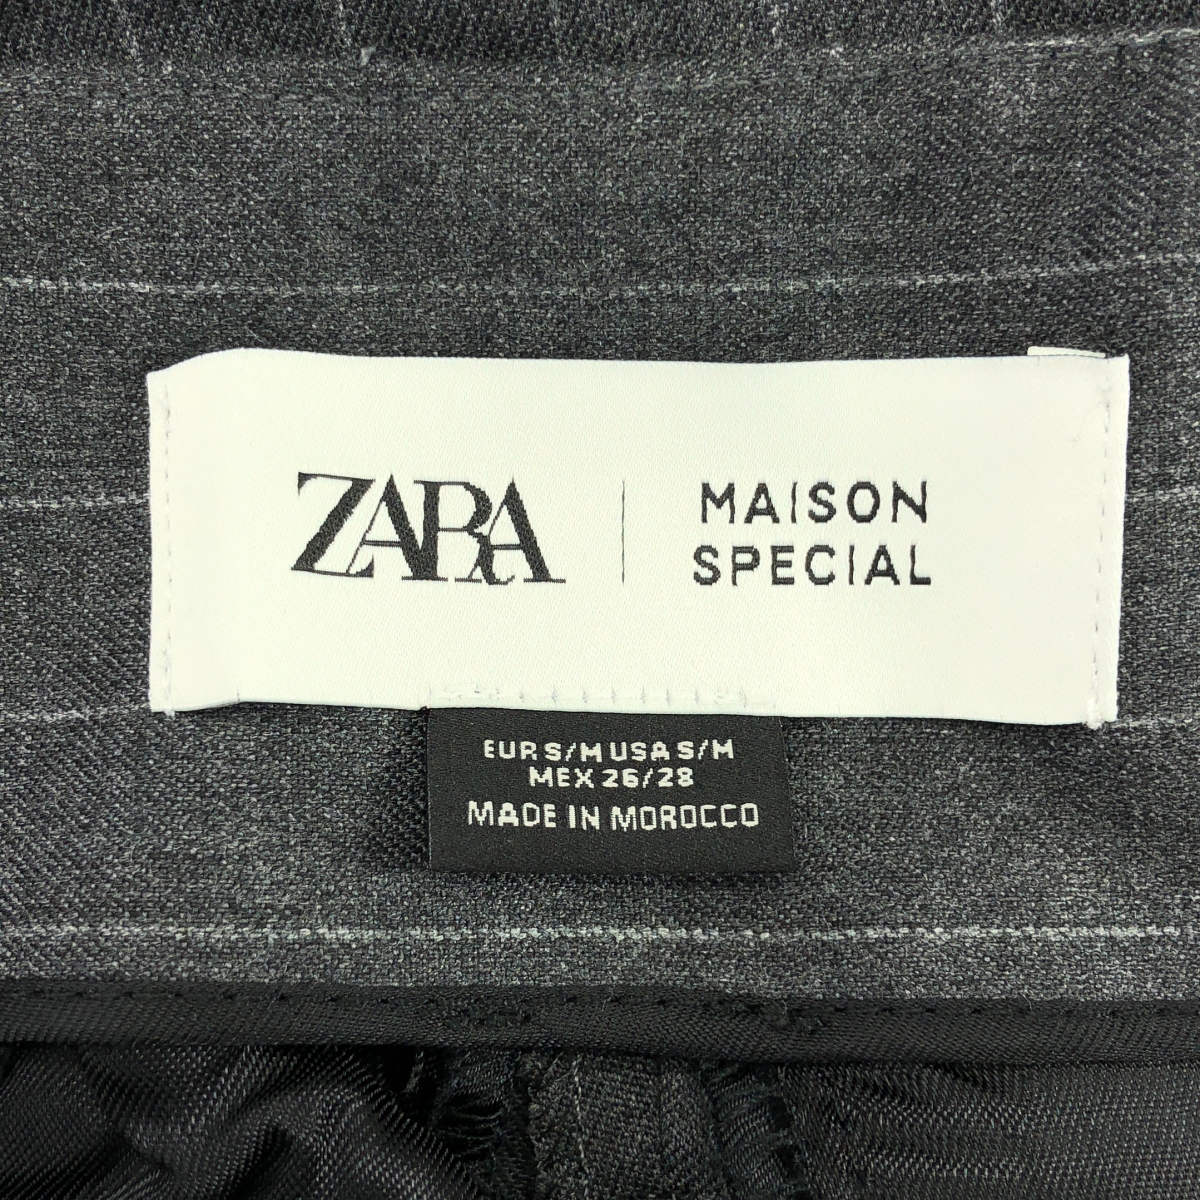 ZARA
MAISON
SPECIAL
EUR S/M USA S/M
MEX 26/28
MADE IN MOROCCO